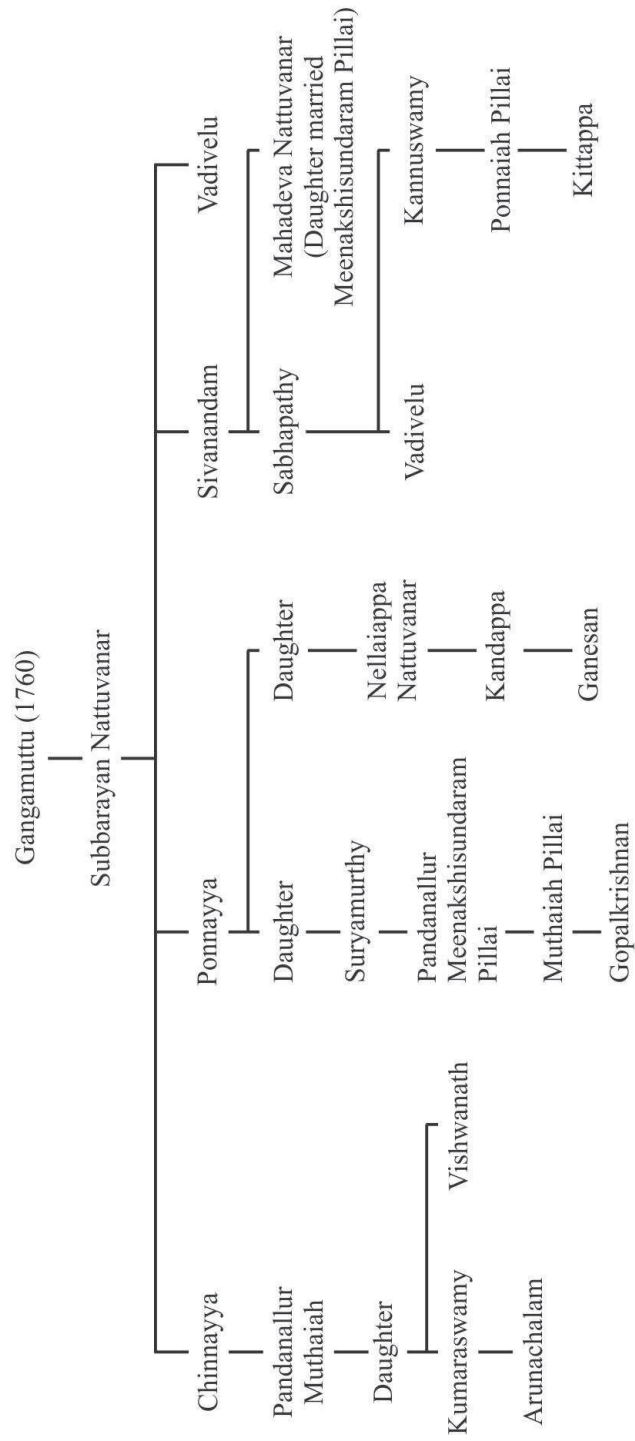 Gangamuttu (1760)
Subbarayan Nattuvanar
Chinnayya
Ponnayya
Sivanandam
Vadivelu
Pandanallur
Muthaiah
Daughter
Daughter
Sabhapathy
Mahadeva Nattuvanar
(Daughter married
Meenakshisundaram Pillai)
Daughter
Suryamurthy
Nellaiappa
Nattuvanar
Vadivelu
Kannuswamy
Kumaraswamy
Vishwanath
Pandanallur
Meenakshisundaram
Pillai
Kandappa
Ponnaiah Pillai
Arunachalam
Muthaiah Pillai
Ganesan
Kittappa
Gopalkrishnan